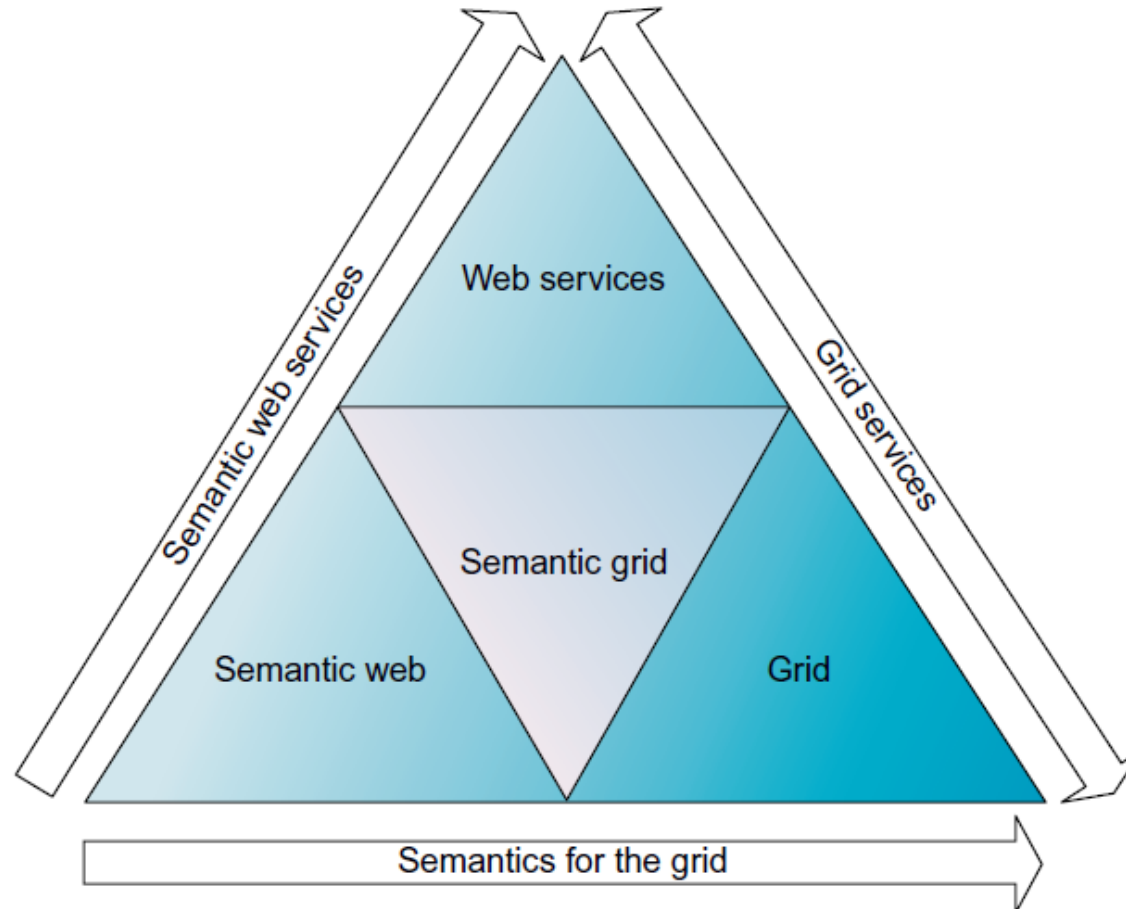 Web services
Semantic web services
Grid services
Semantic grid
Semantic web
Grid
Semantics for the grid